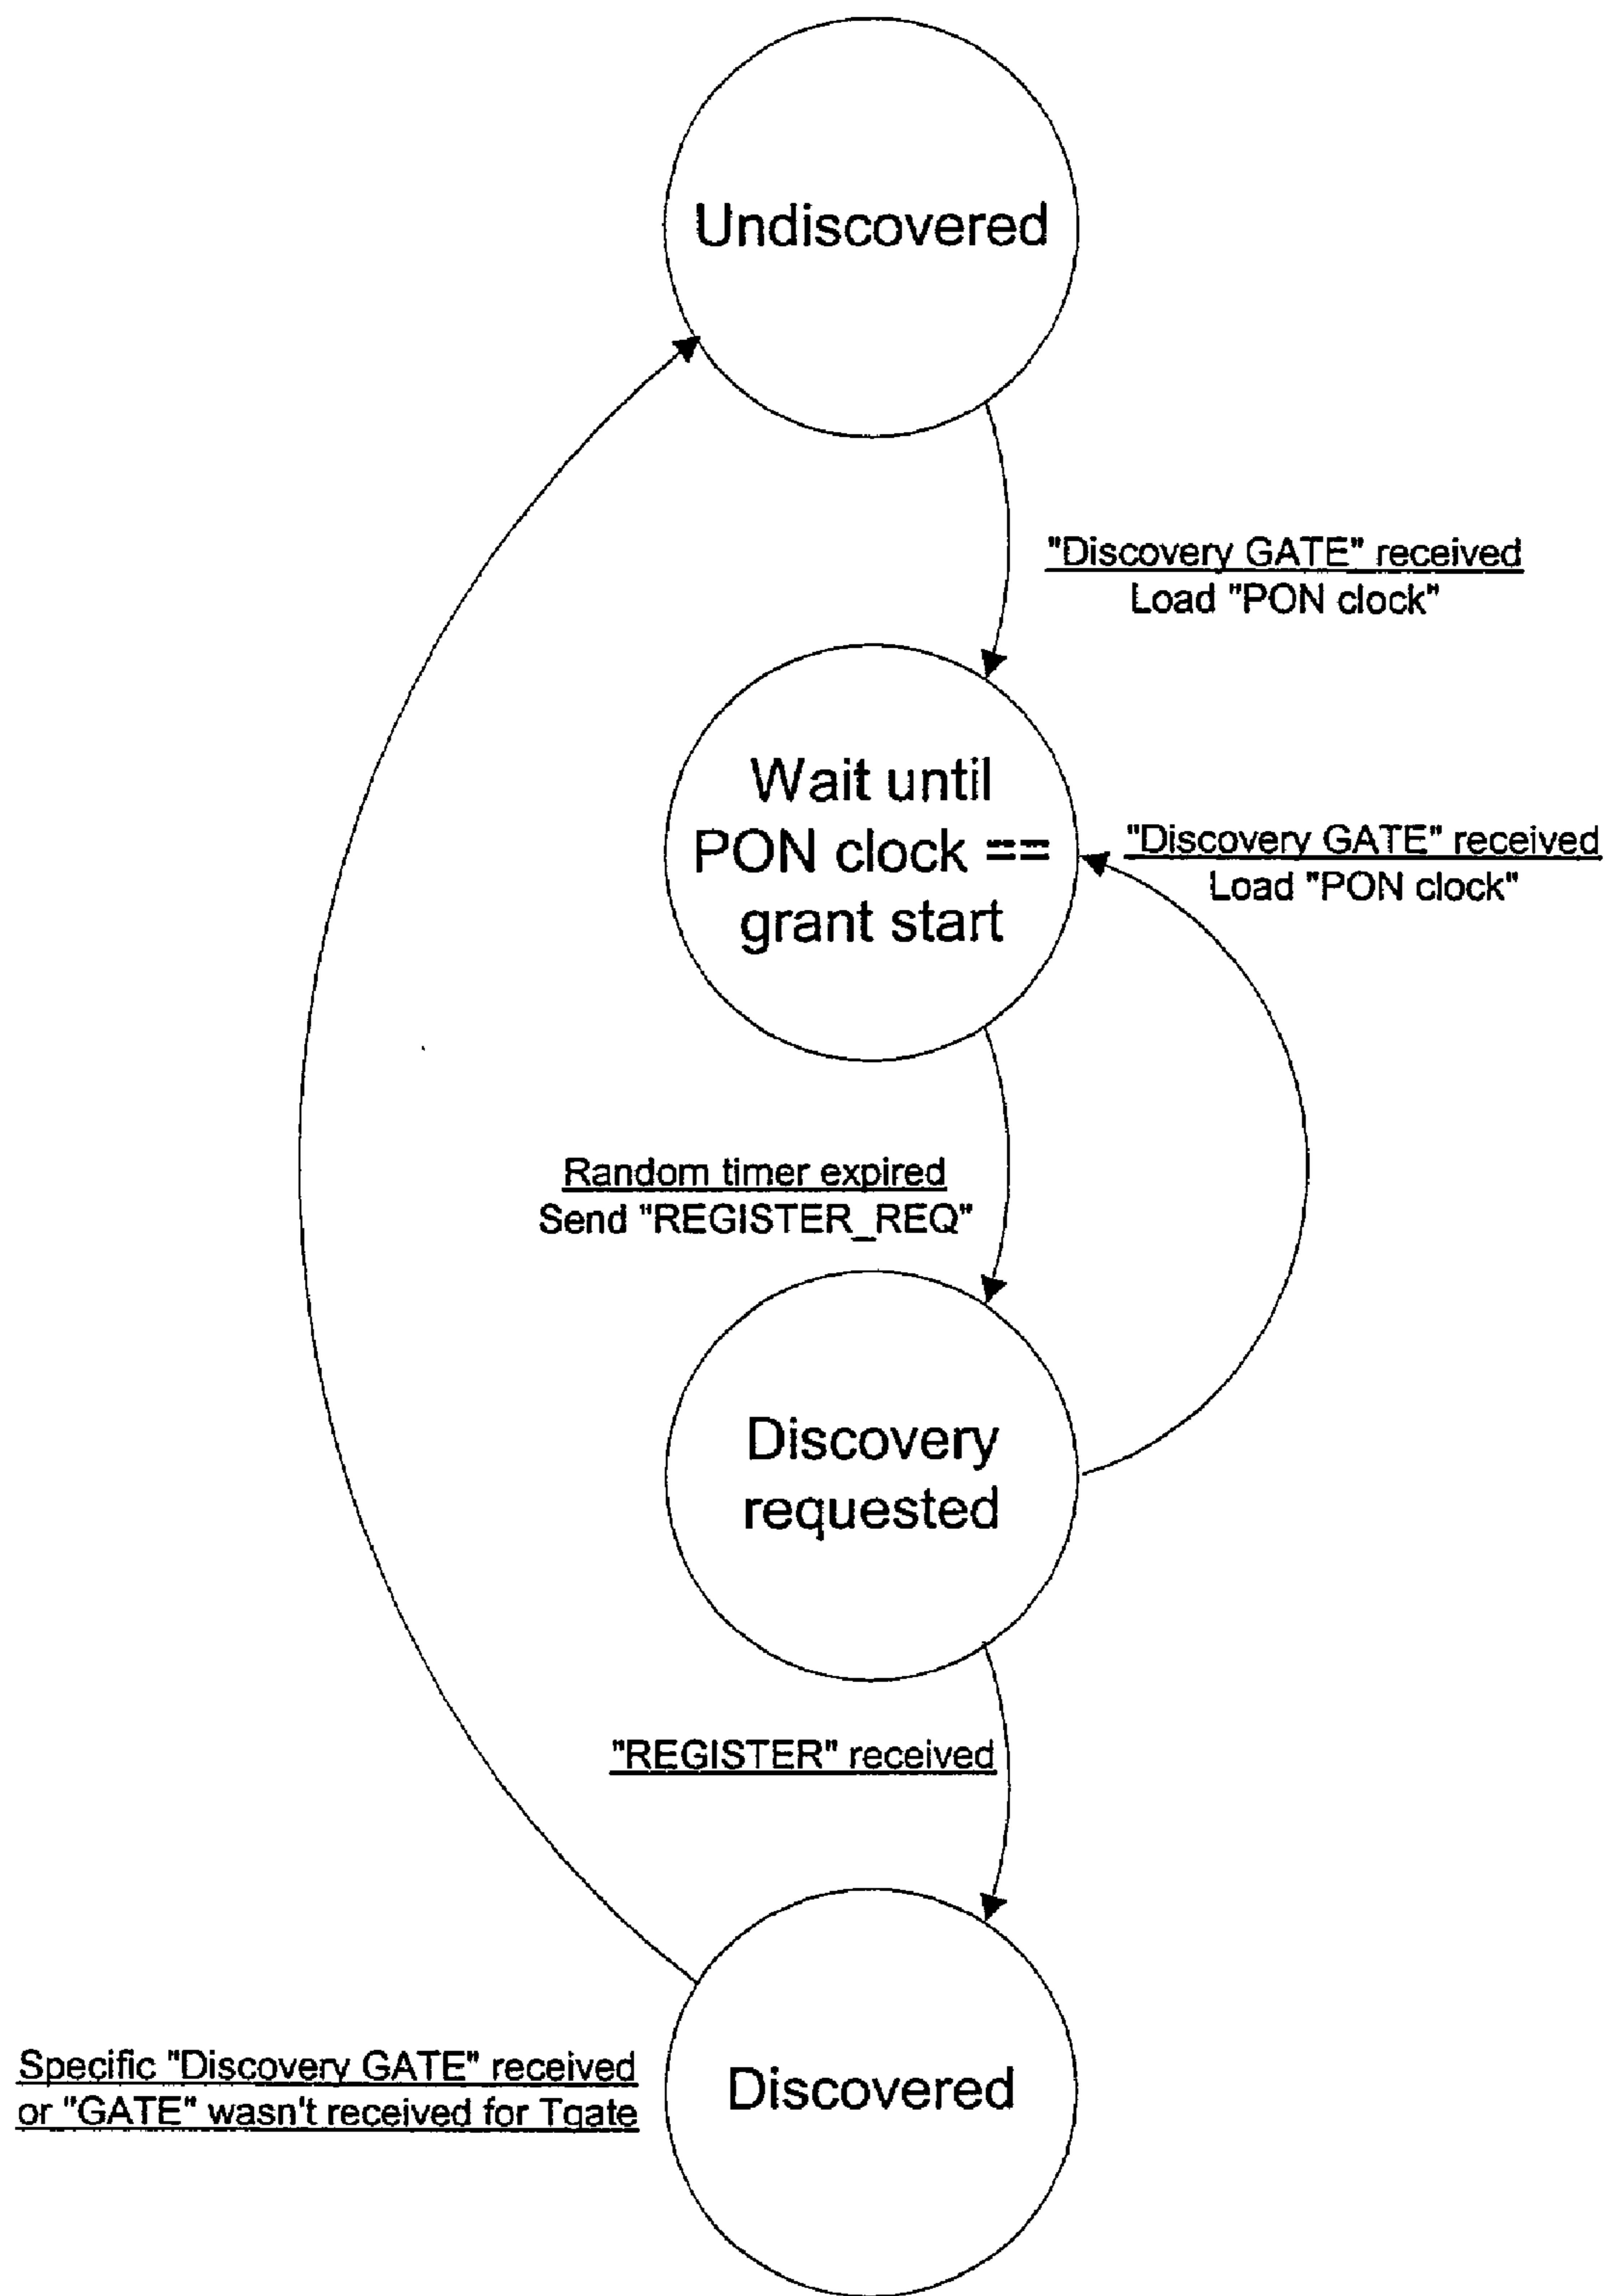 Undiscovered
"Discovery GATE" received
Load "PON clock"
Wait until
PON clock ==
grant start
"Discovery GATE" received
Load "PON clock"
Random timer expired
Send "REGISTER_REQ"
Discovery
requested
"REGISTER" received
Specific "Discovery GATE" received
or "GATE" wasn't received for Tgate
Discovered